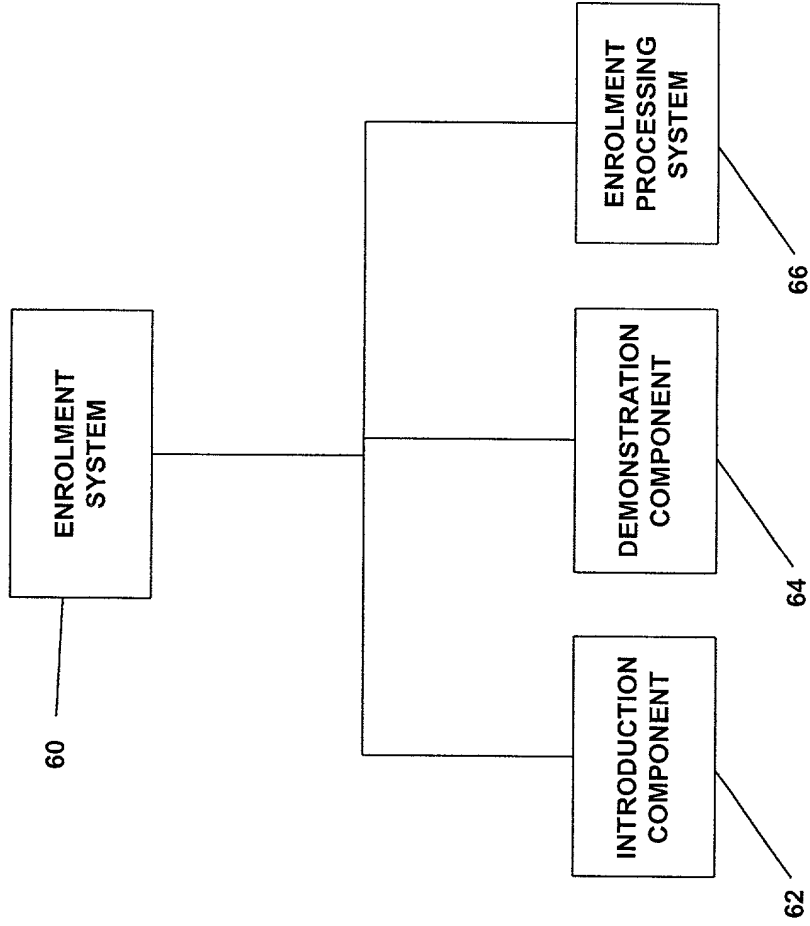 60
ENROLMENT
SYSTEM
INTRODUCTION
COMPONENT
62
DEMONSTRATION
COMPONENT
64
ENROLMENT
PROCESSING
SYSTEM
66